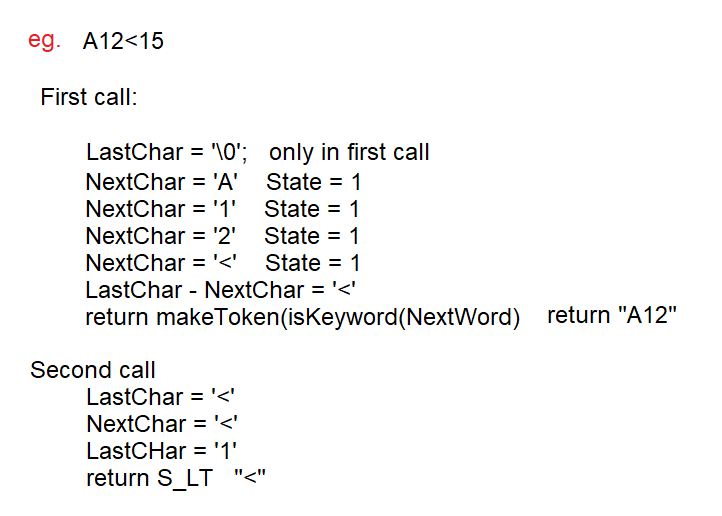 eg. A12<15
First call:
LastChar = '\0'; only in first call
NextChar = 'A' State = 1
NextChar = '1' State = 1
NextChar = '2' State = 1
NextChar = '<' State = 1
LastChar - NextChar = '<'
return makeToken(isKeyword(NextWord) return "A12"
Second call
LastChar = '<'
NextChar = '<'
LastCHar = '1'
return S_LT "<"